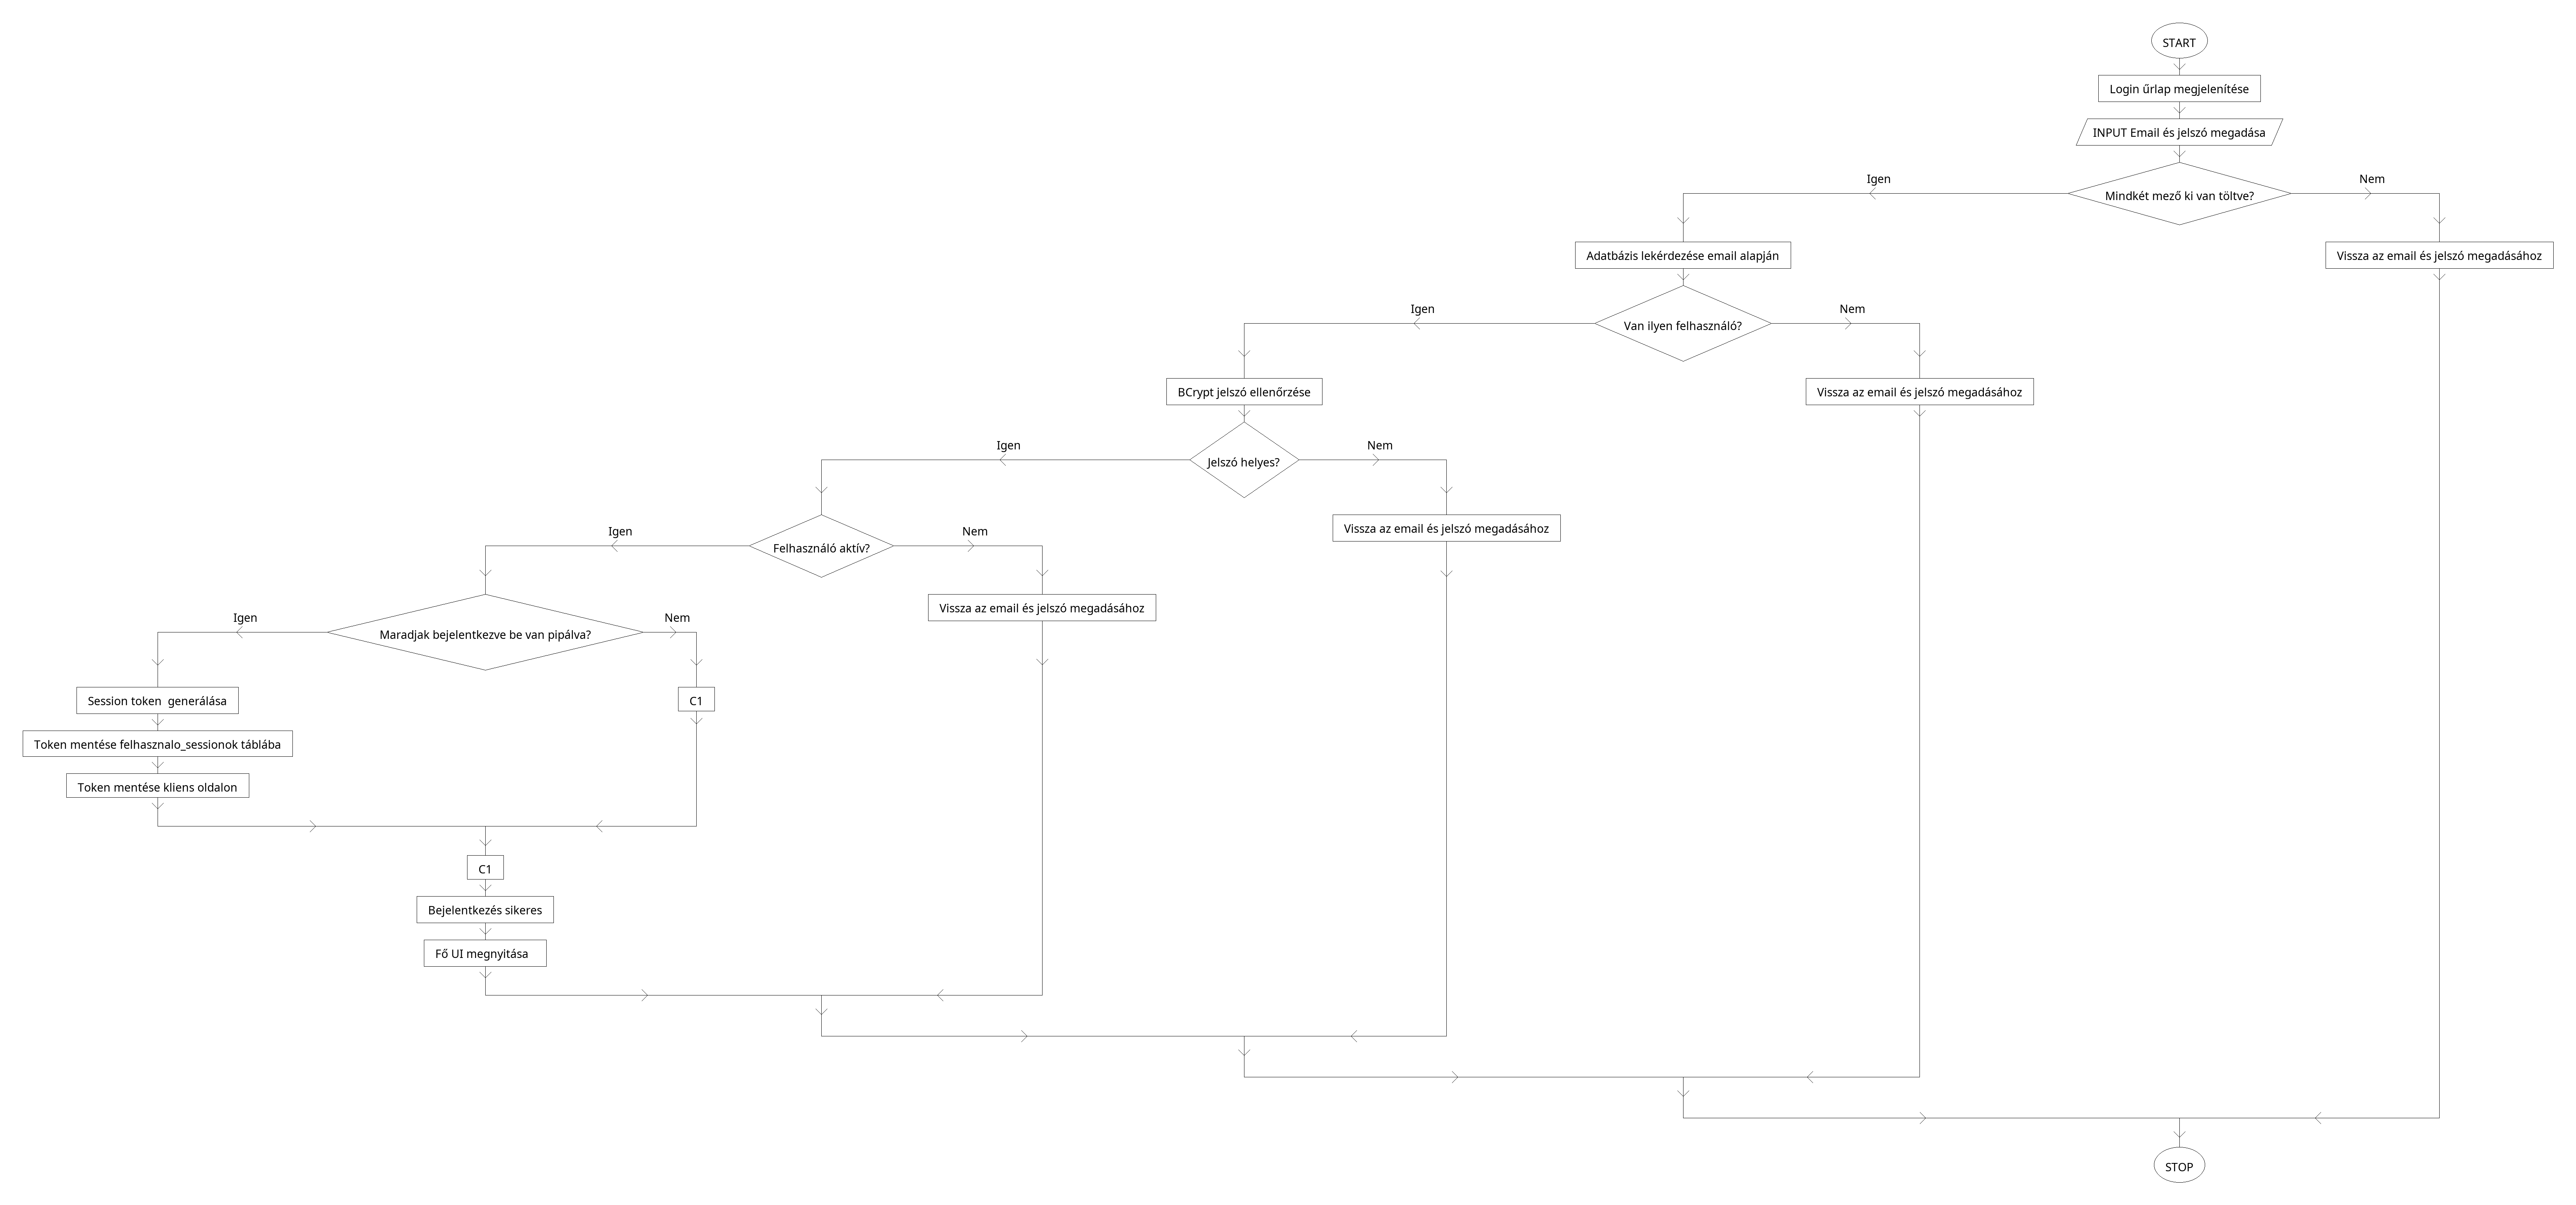 START
Login űrlap megjelenítése
INPUT Email és jelszó megadása
Mindkét mező ki van töltve?
Igen
Nem
Adatbázis lekérdezése email alapján
Vissza az email és jelszó megadásához
Van ilyen felhasználó?
Igen
Nem
BCrypt jelszó ellenőrzése
Vissza az email és jelszó megadásához
Jelszó helyes?
Igen
Nem
Vissza az email és jelszó megadásához
Felhasználó aktív?
Igen
Nem
Vissza az email és jelszó megadásához
Maradjak bejelentkezve be van pipálva?
Igen
Nem
Session token  generálása
C1
Token mentése felhasznalo_sessionok táblába
Token mentése kliens oldalon
C1
Bejelentkezés sikeres
Fő UI megnyitása
STOP